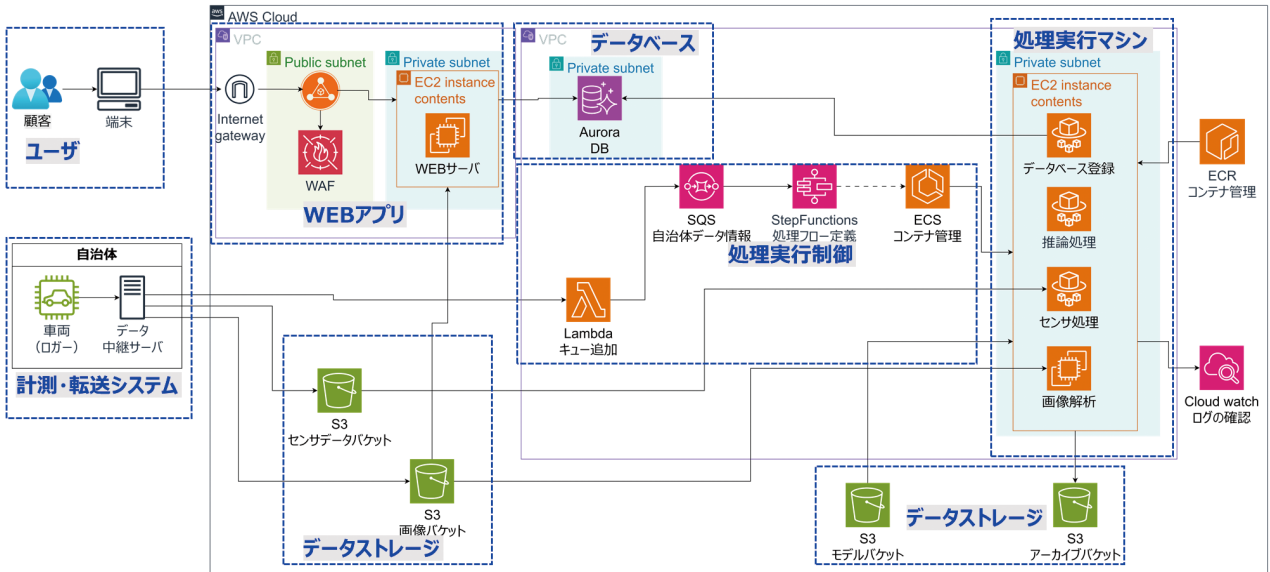 aws
AWS Cloud
VPC
Public subnet
Private subnet
EC2 instance
contents
顧客
端末
ユーザ
Internet
gateway
WAF
WEBサーバ
WEBアプリ
VPC
データベース
Private subnet
Aurora
DB
処理実行マシン
Private subnet
EC2 instance
contents
データベース登録
推論処理
センサ処理
画像解析
ECR
コンテナ管理
SQS
自治体データ情報
StepFunctions
処理フロー定義
ECS
コンテナ管理
処理実行制御
Lambda
キュー追加
自治体
車両
(ロガー)
データ
中継サーバ
計測・転送システム
S3
センサデータバケット
S3
画像バケット
データストレージ
Cloud watch
ログの確認
S3
モデルバケット
データストレージ
S3
アーカイブバケット